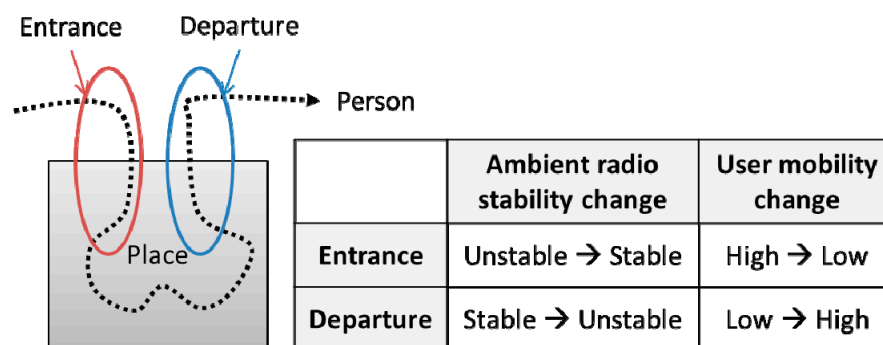 Entrance
Departure
Person
Place
Ambient radio
stability change
User mobility
change
Entrance
Unstable → Stable
High → Low
Departure
Stable → Unstable
Low → High